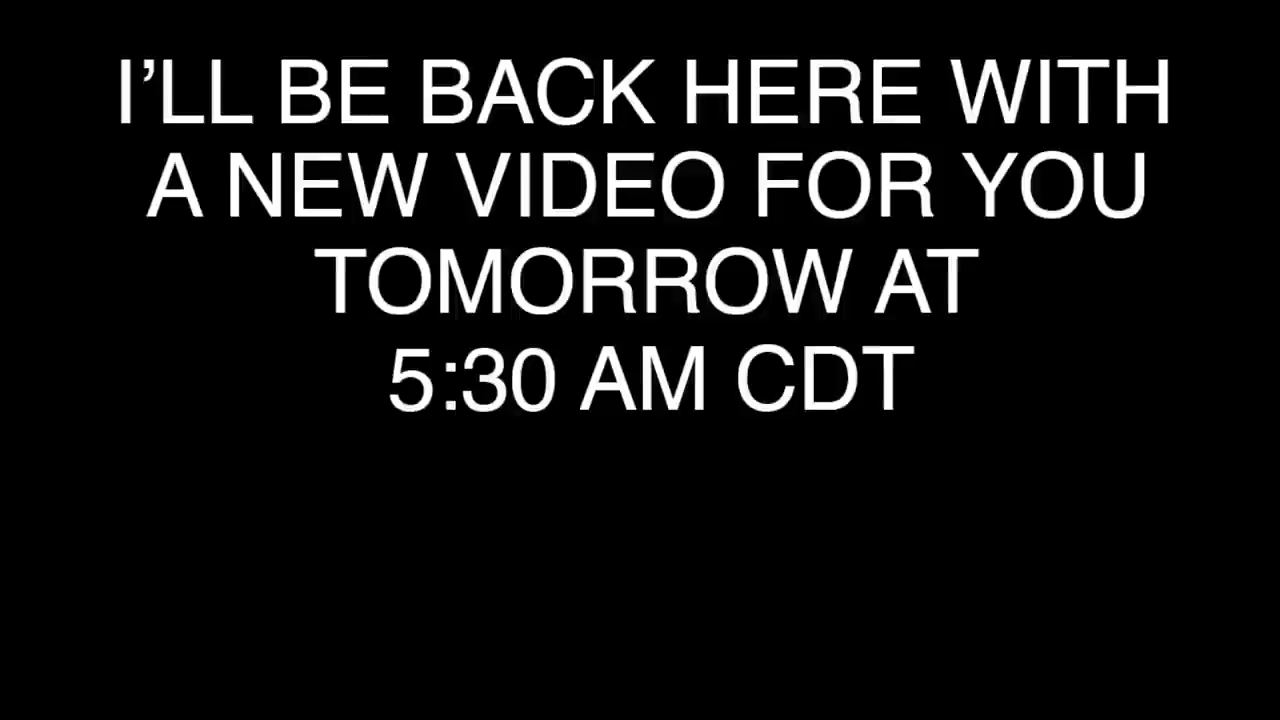 I’LL BE BACK HERE WITH
A NEW VIDEO FOR YOU
TOMORROW AT
5:30 AM CDT